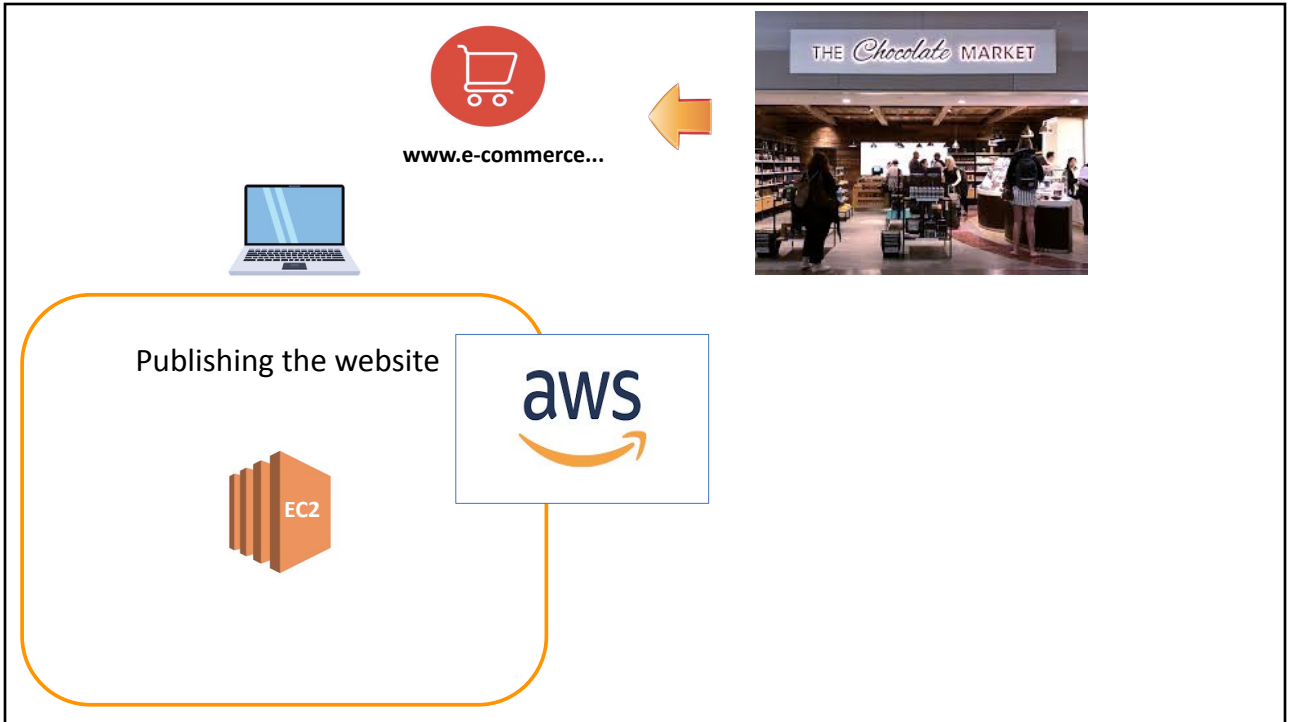 THE Chocolate MARKET
www.e-commerce...
Publishing the website
aws
EC2